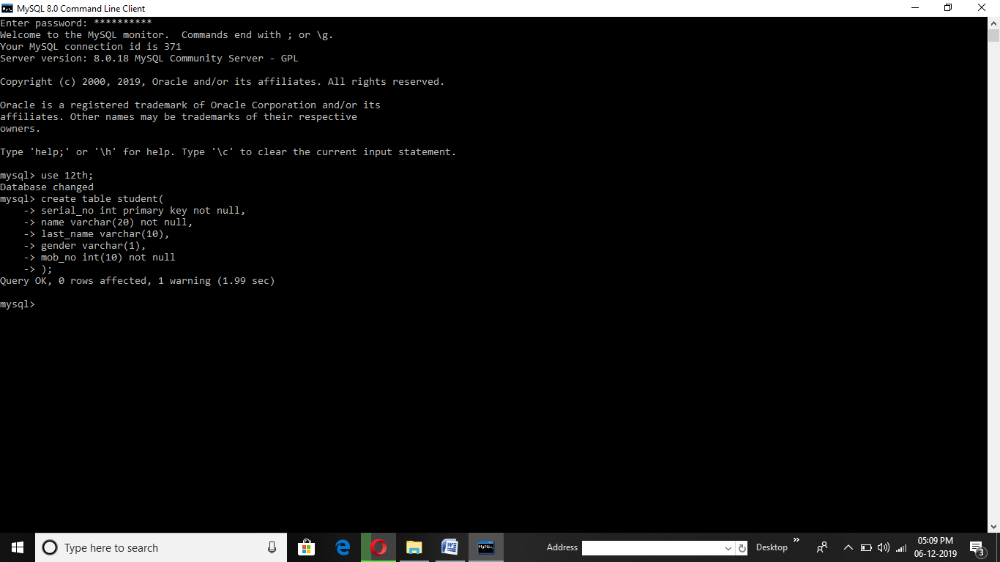 MySQL 8.0 Command Line Client
Enter password: **********
Welcome to the MySQL monitor.  Commands end with ; or \g.
Your MySQL connection id is 371
Server version: 8.0.18 MySQL Community Server - GPL
Copyright (c) 2000, 2019, Oracle and/or its affiliates. All rights reserved.
Oracle is a registered trademark of Oracle Corporation and/or its
affiliates. Other names may be trademarks of their respective
owners.
Type 'help;' or '\h' for help. Type '\c' to clear the current input statement.
mysql> use 12th;
Database changed
mysql> create table student(
    -> serial_no int primary key not null,
    -> name varchar(20) not null,
    -> last_name varchar(10),
    -> gender varchar(1),
    -> mob_no int(10) not null
    -> );
Query OK, 0 rows affected, 1 warning (1.99 sec)
mysql>
Type here to search
Address
Desktop
05:09 PM
06-12-2019
3